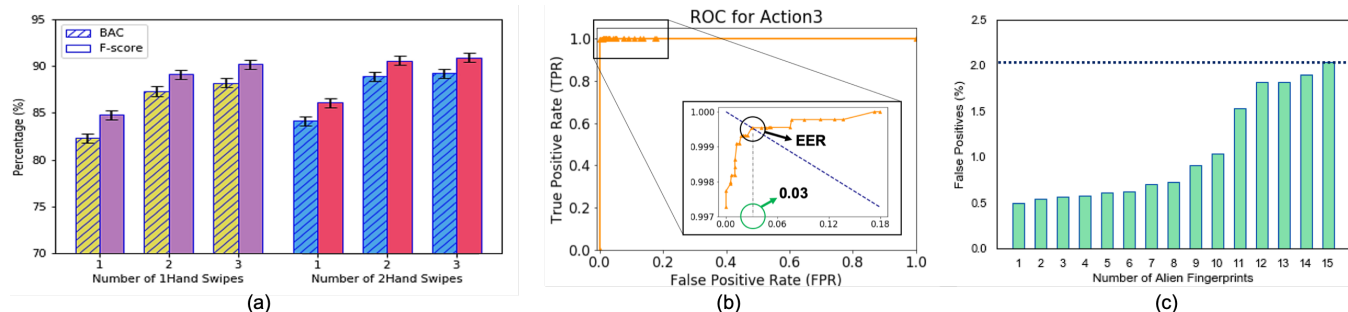 95
90
85
80
75
70
Percentage (%)
BAC
F-score
1 2 3 1 2 3
Number of 1Hand Swipes Number of 2Hand Swipes
(a)
ROC for Action3
1.0
0.8
0.6
0.4
0.2
0.0
True Positive Rate (TPR)
1.000
0.999
0.998
0.997
EER
0.03
0.00 0.06 0.12 0.18
0.0 0.2 0.4 0.6 0.8 1.0
False Positive Rate (FPR)
(b)
2.5
2.0
1.5
1.0
0.5
0.0
False Positives (%)
1 2 3 4 5 6 7 8 9 10 11 12 13 14 15
Number of Alien Fingerprints
(c)